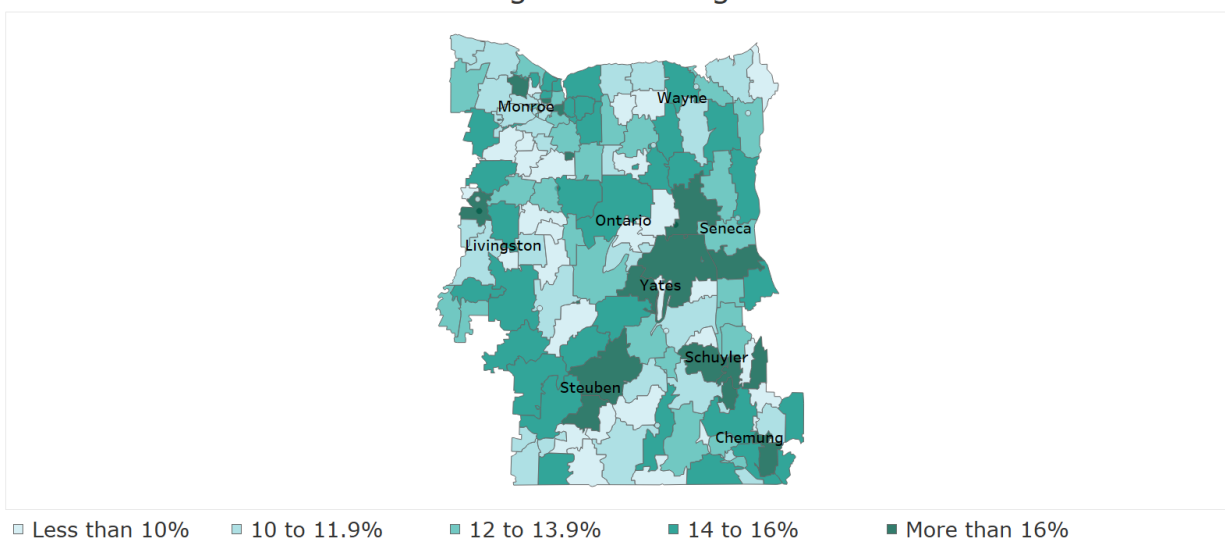 Monroe
Wayne
Ontario
Seneca
Livingston
Yates
Schuyler
Steuben
Chemung
Less than 10% 10 to 11.9% 12 to 13.9% 14 to 16% More than 16%